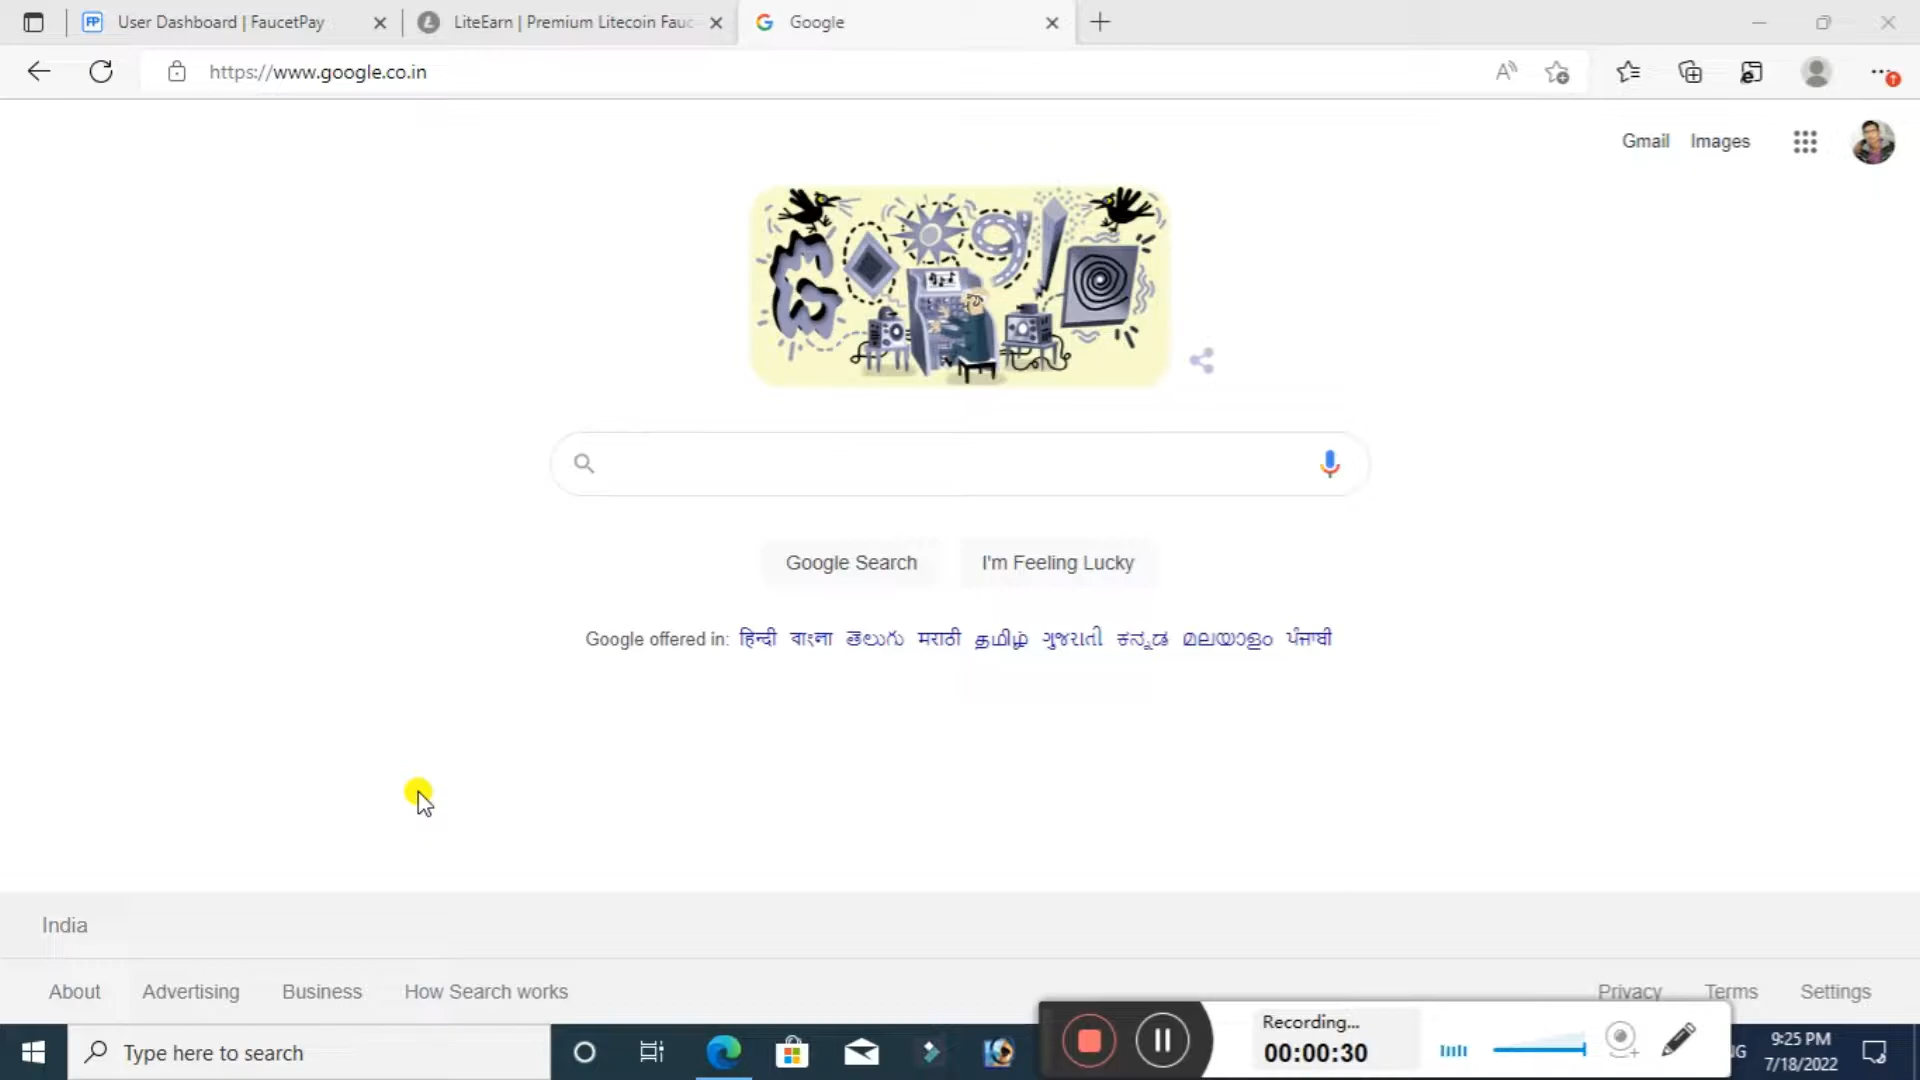 User Dashboard | FaucetPay
LiteEarn | Premium Litecoin Fauc
Google
https://www.google.co.in
Gmail Images
Google Search
I'm Feeling Lucky
Google offered in: हिन्दी বাংলা తెలుగు मराठी தமிழ் ગુજરાતી ಕನ್ನಡ മലയാളം ਪੰਜਾਬੀ
India
About Advertising Business How Search works
Privacy Terms Settings
Recording...
00:00:30
Type here to search
9:25 PM
7/18/2022